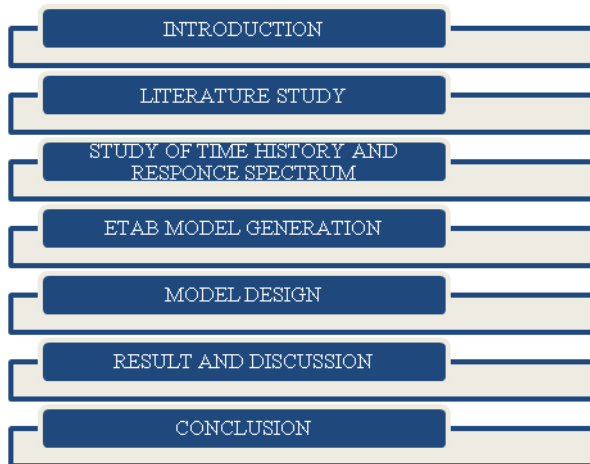 INTRODUCTION
LITERATURE STUDY
STUDY OF TIME HISTORY AND
RESPONCE SPECTRUM
ETAB MODEL GENERATION
MODEL DESIGN
RESULT AND DISCUSSION
CONCLUSION